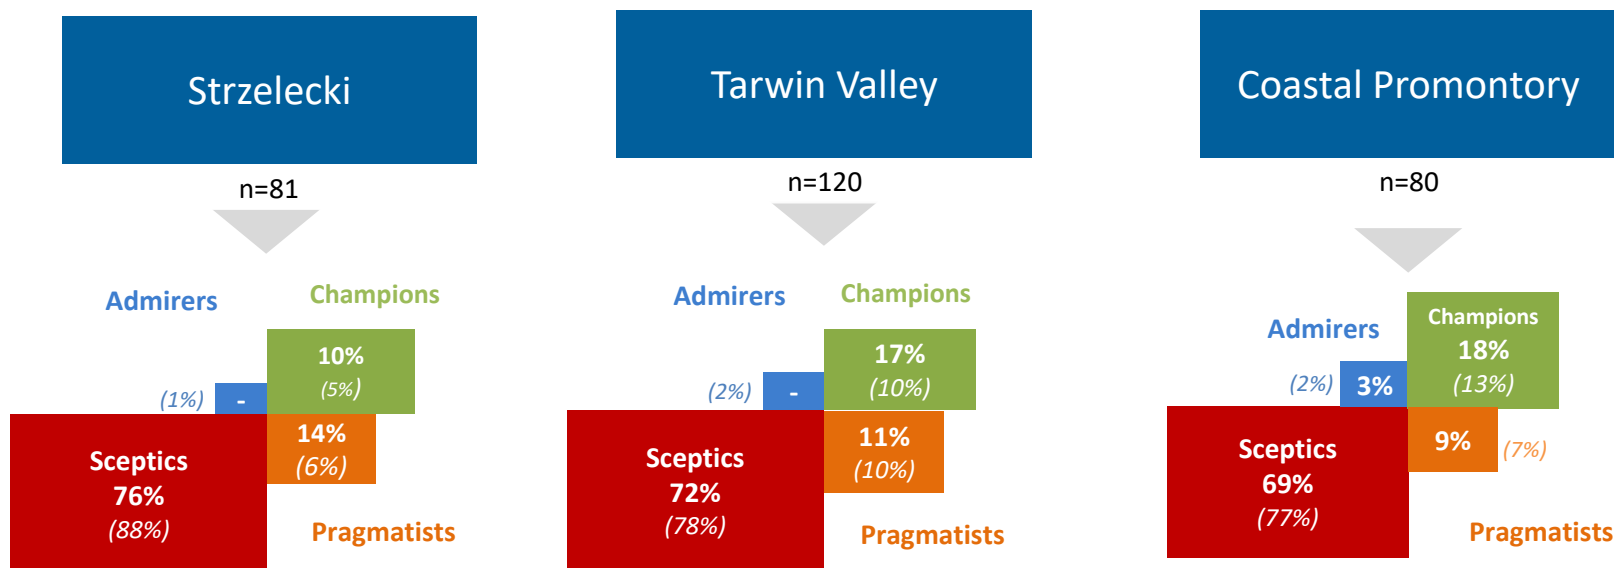 Strzelecki
n=81
Admirers
Champions
10%
(5%)
(1%)
-
14%
(6%)
Sceptics
76%
(88%)
Pragmatists
Tarwin Valley
n=120
Admirers
Champions
17%
(10%)
(2%)
-
11%
(10%)
Sceptics
72%
(78%)
Pragmatists
Coastal Promontory
n=80
Admirers
Champions
18%
(13%)
(2%)
3%
9%
(7%)
Sceptics
69%
(77%)
Pragmatists